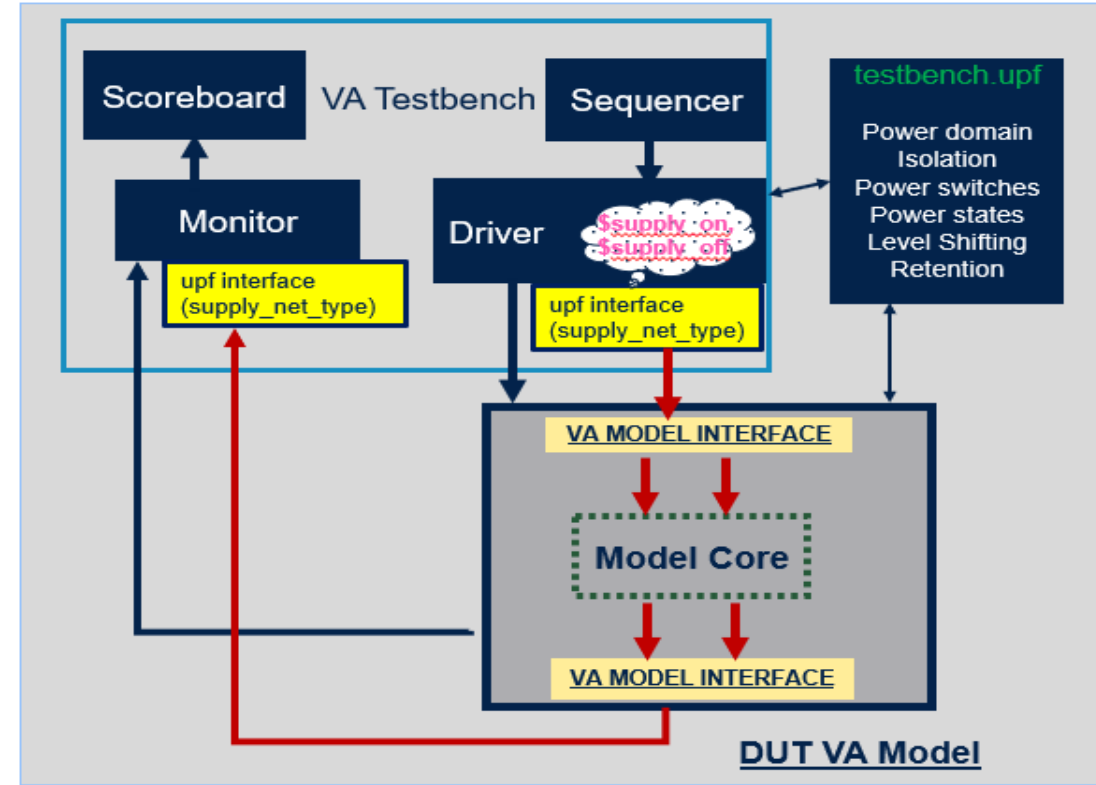 Scoreboard
VA Testbench
Sequencer
testbench.upf
Power domain
Isolation
Power switches
Power states
Level Shifting
Retention
Monitor
Driver
$supply_on,
$supply_off
upf interface
(supply_net_type)
upf interface
(supply_net_type)
VA MODEL INTERFACE
Model Core
VA MODEL INTERFACE
DUT VA Model